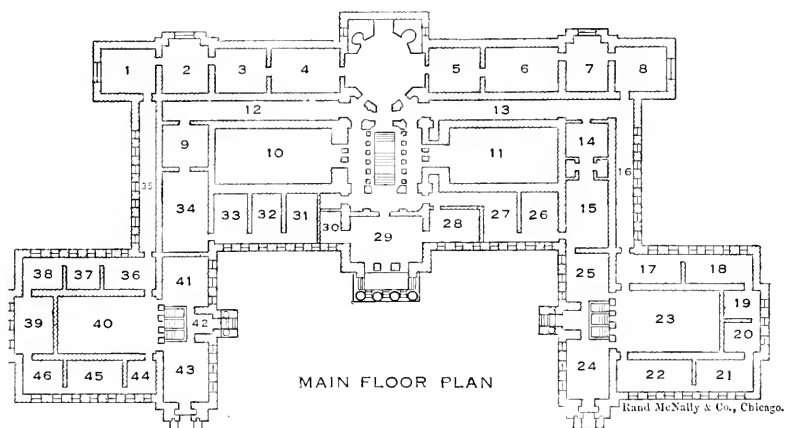 1 2 3 4 5 6 7 8
12 13
9 10 11 14
35 16
34 33 32 31 30 29 28 27 26 15
38 37 36 41 25 17 18
39 40 42 23 19
20
46 45 44 43 24 22 21
MAIN FLOOR PLAN
Rand McNally & Co., Chicago.